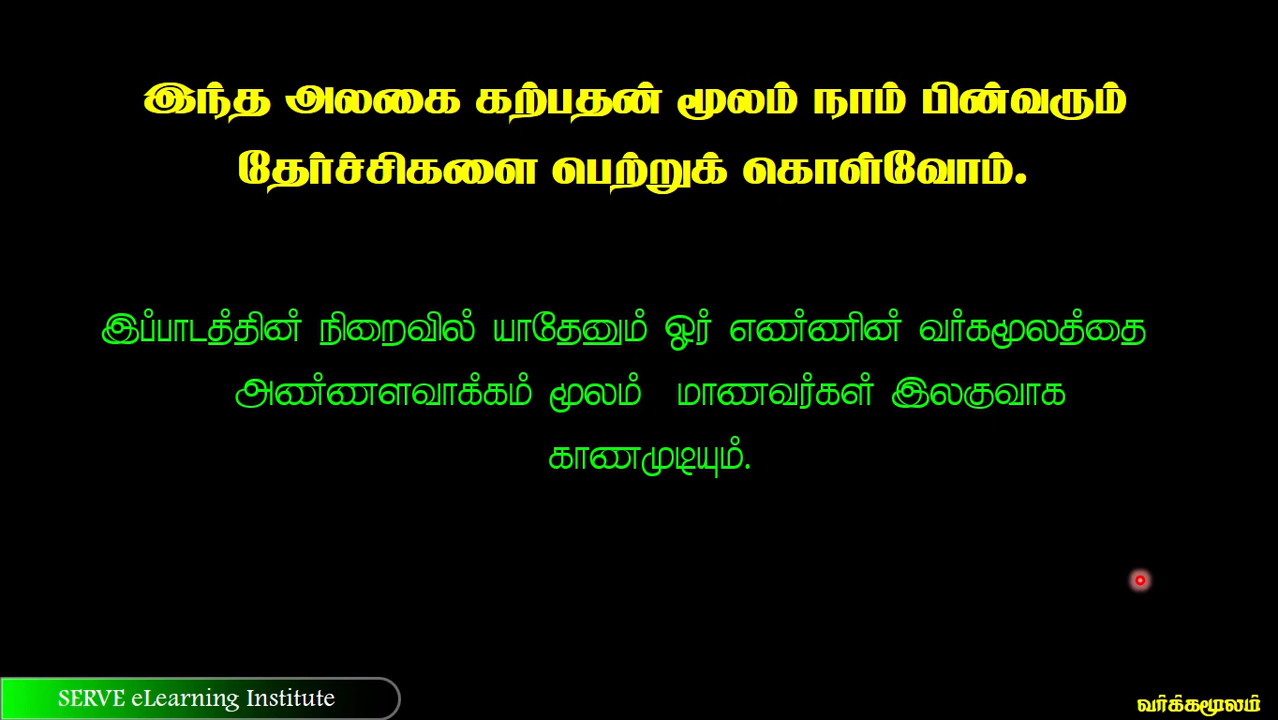 இந்த அலகை கற்பதன் மூலம் நாம் பின்வரும்
தேர்ச்சிகளை பெற்றுக் கொள்வோம்.
இப்பாடத்தின் நிறைவில் யாதேனும் ஓர் எண்ணின் வர்கமூலத்தை
அண்ணளவாக்கம் மூலம் மாணவர்கள் இலகுவாக
காணமுடியும்.
SERVE eLearning Institute
வர்க்கமூலம்